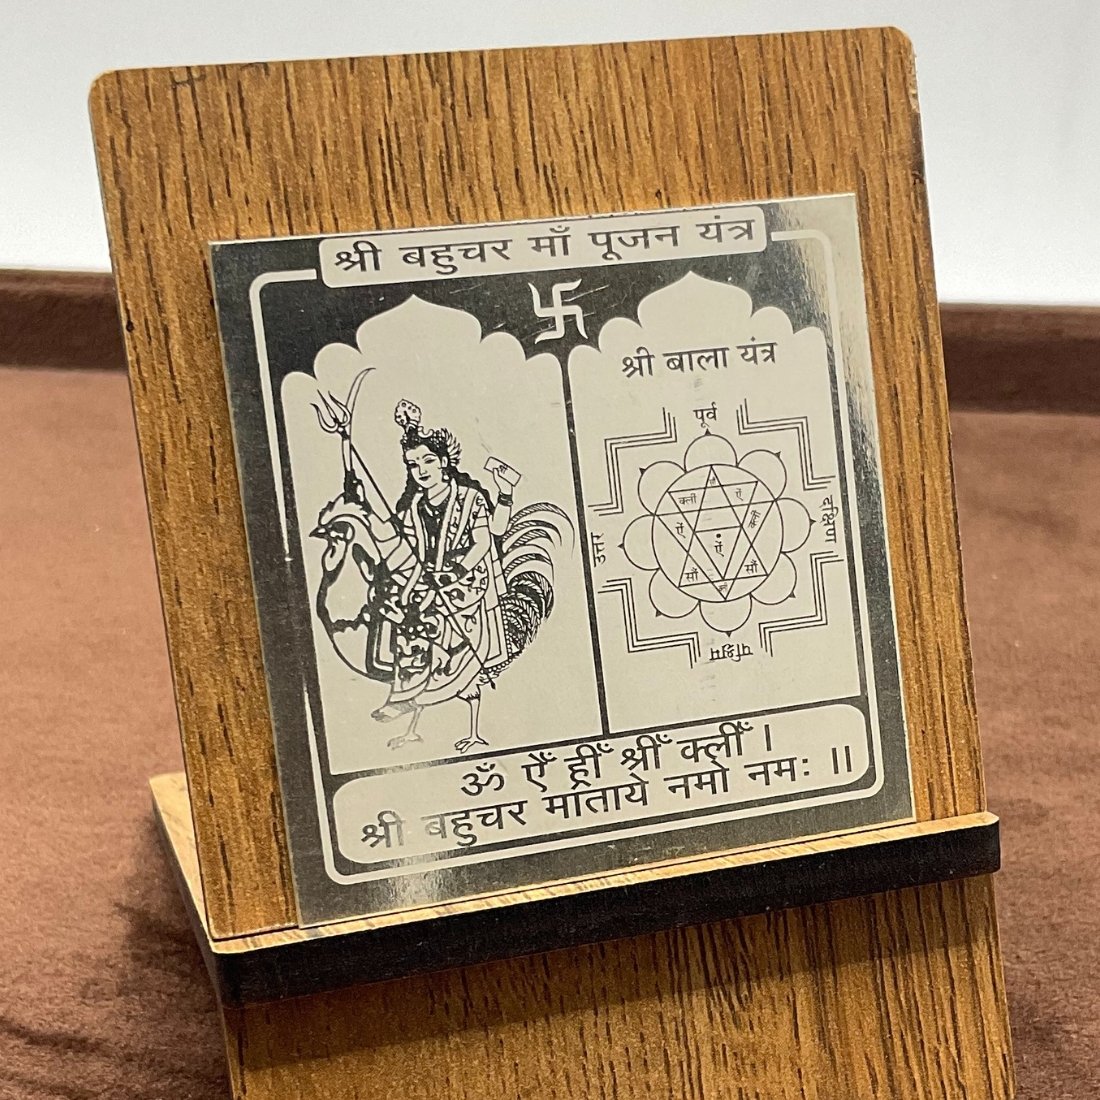 श्री बहुचर माँ पूजन यंत्र
श्री बाला यंत्र
पूर्व
क्लीं
ऐं
ऐं
क्लीं
दक्षिण
उत्तर
ऐं
सौं
सौं
पश्चिम
ॐ ऐँ ह्रीँ श्रीँ क्लीँ ।
श्री बहुचर माताये नमो नमः ॥